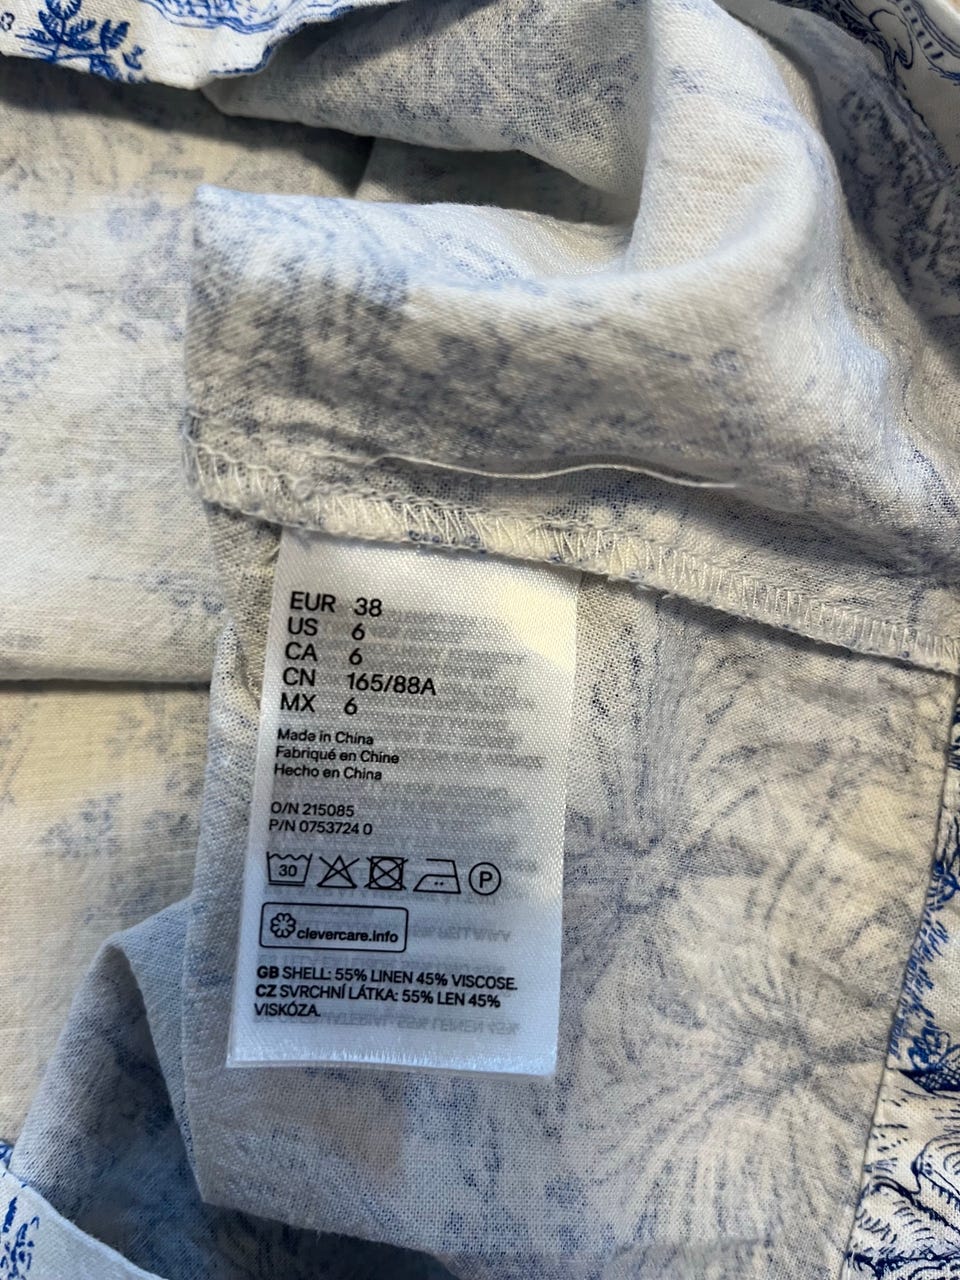 EUR 38
US 6
CA 6
CN 165/88A
MX 6
Made in China
Fabriqué en Chine
Hecho en China
O/N 215085
P/N 0753724 0
30 P
clevercare.info
GB SHELL: 55% LINEN 45% VISCOSE.
CZ SVRCHNÍ LÁTKA: 55% LEN 45%
VISKÓZA.